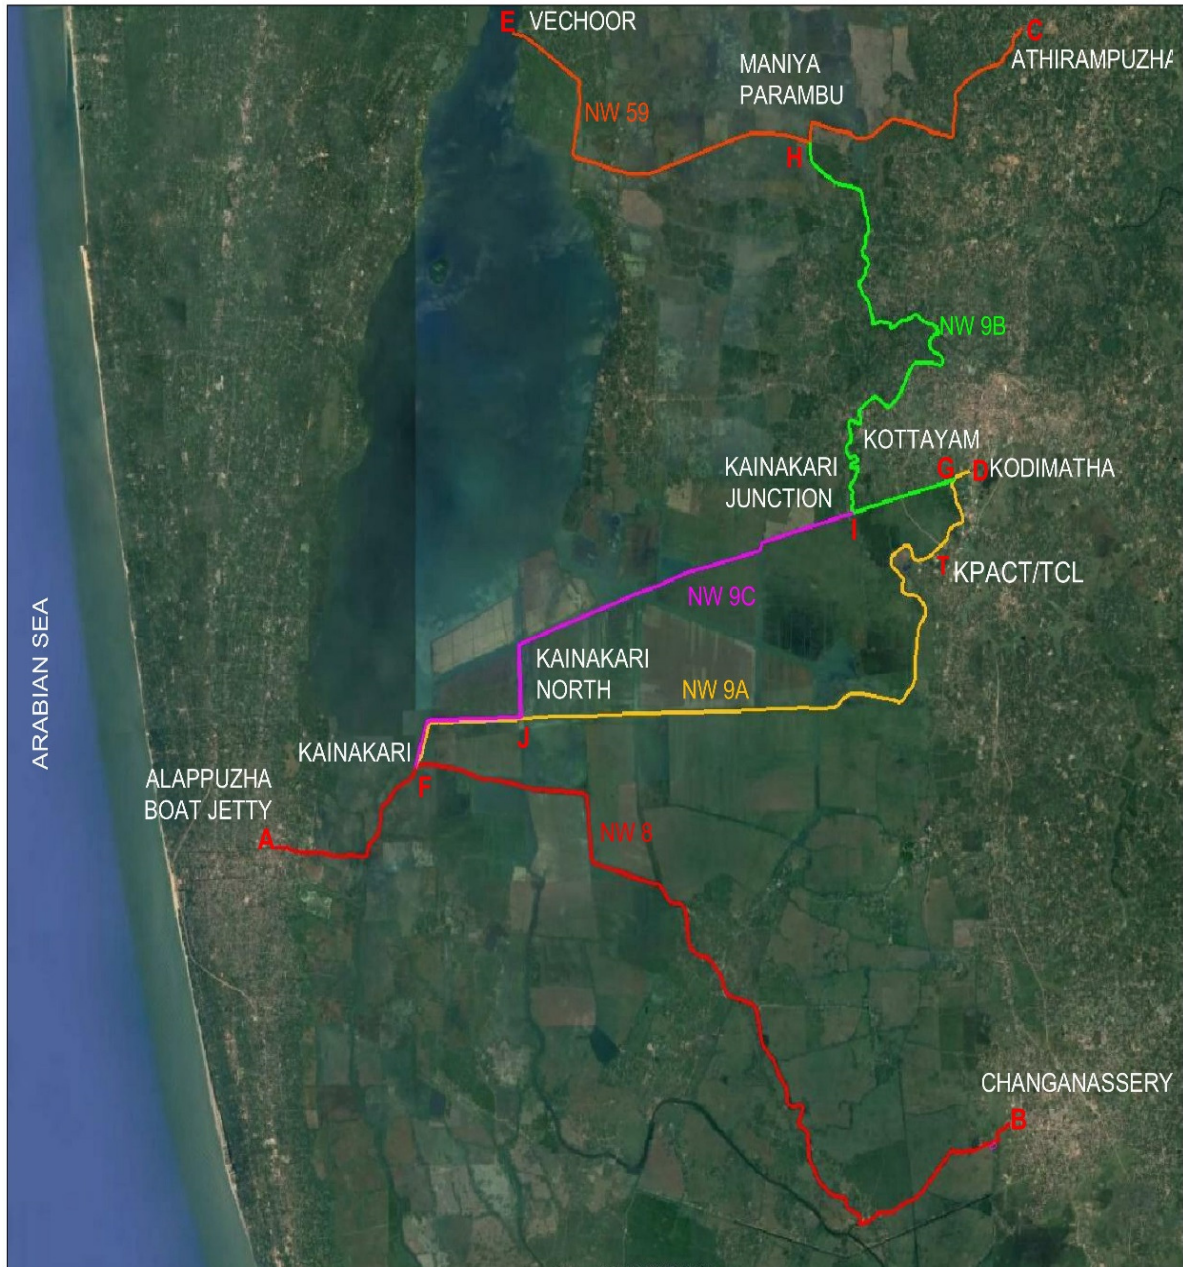 E VECHOOR
C
ATHIRAMPUZHA
MANIYA
PARAMBU
NW 59
H
NW 9B
KOTTAYAM
G D KODIMATHA
KAINAKARI
JUNCTION
I
T KPACT/TCL
NW 9C
KAINAKARI
NORTH
NW 9A
J
KAINAKARI
F
ALAPPUZHA
BOAT JETTY
A
NW 8
ARABIAN SEA
CHANGANASSERY
B